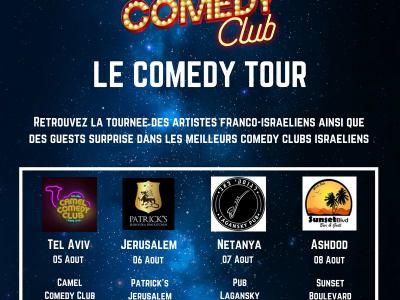 COMEDY
Club
LE COMEDY TOUR
RETROUVEZ LA TOURNEE DES ARTISTES FRANCO-ISRAELIENS AINSI QUE
DES GUESTS SURPRISE DANS LES MEILLEURS COMEDY CLUBS ISRAELIENS
CAMEL
COMEDY
CLUB
PATRICK'S
LAGANSKY PUB
Sunset Blvd
Bar & Grill
TEL AVIV
JERUSALEM
NETANYA
ASHDOD
05 AOUT
06 AOUT
07 AOUT
08 AOUT
CAMEL
COMEDY CLUB
PATRICK'S
JERUSALEM
PUB
LAGANSKY
SUNSET
BOULEVARD